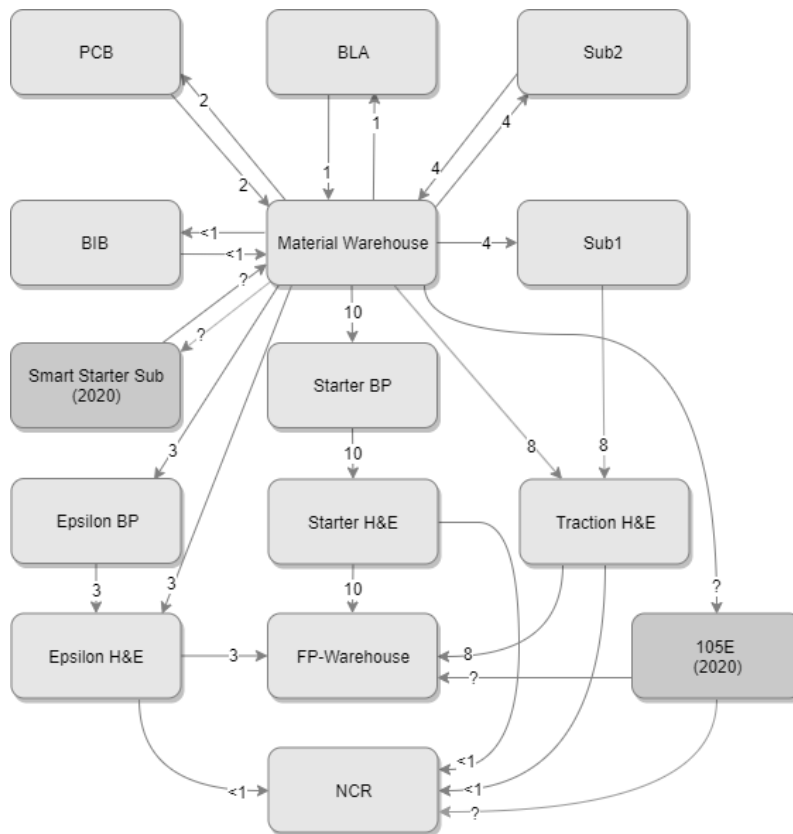 PCB
BLA
Sub2
2
1
1
4
4
2
BIB
<1
<1
Material Warehouse
4
Sub1
?
?
10
Smart Starter Sub
(2020)
Starter BP
3
10
8
8
Epsilon BP
Starter H&E
Traction H&E
3
3
10
?
Epsilon H&E
3
FP-Warehouse
8
?
105E
(2020)
<1
<1
<1
NCR
?